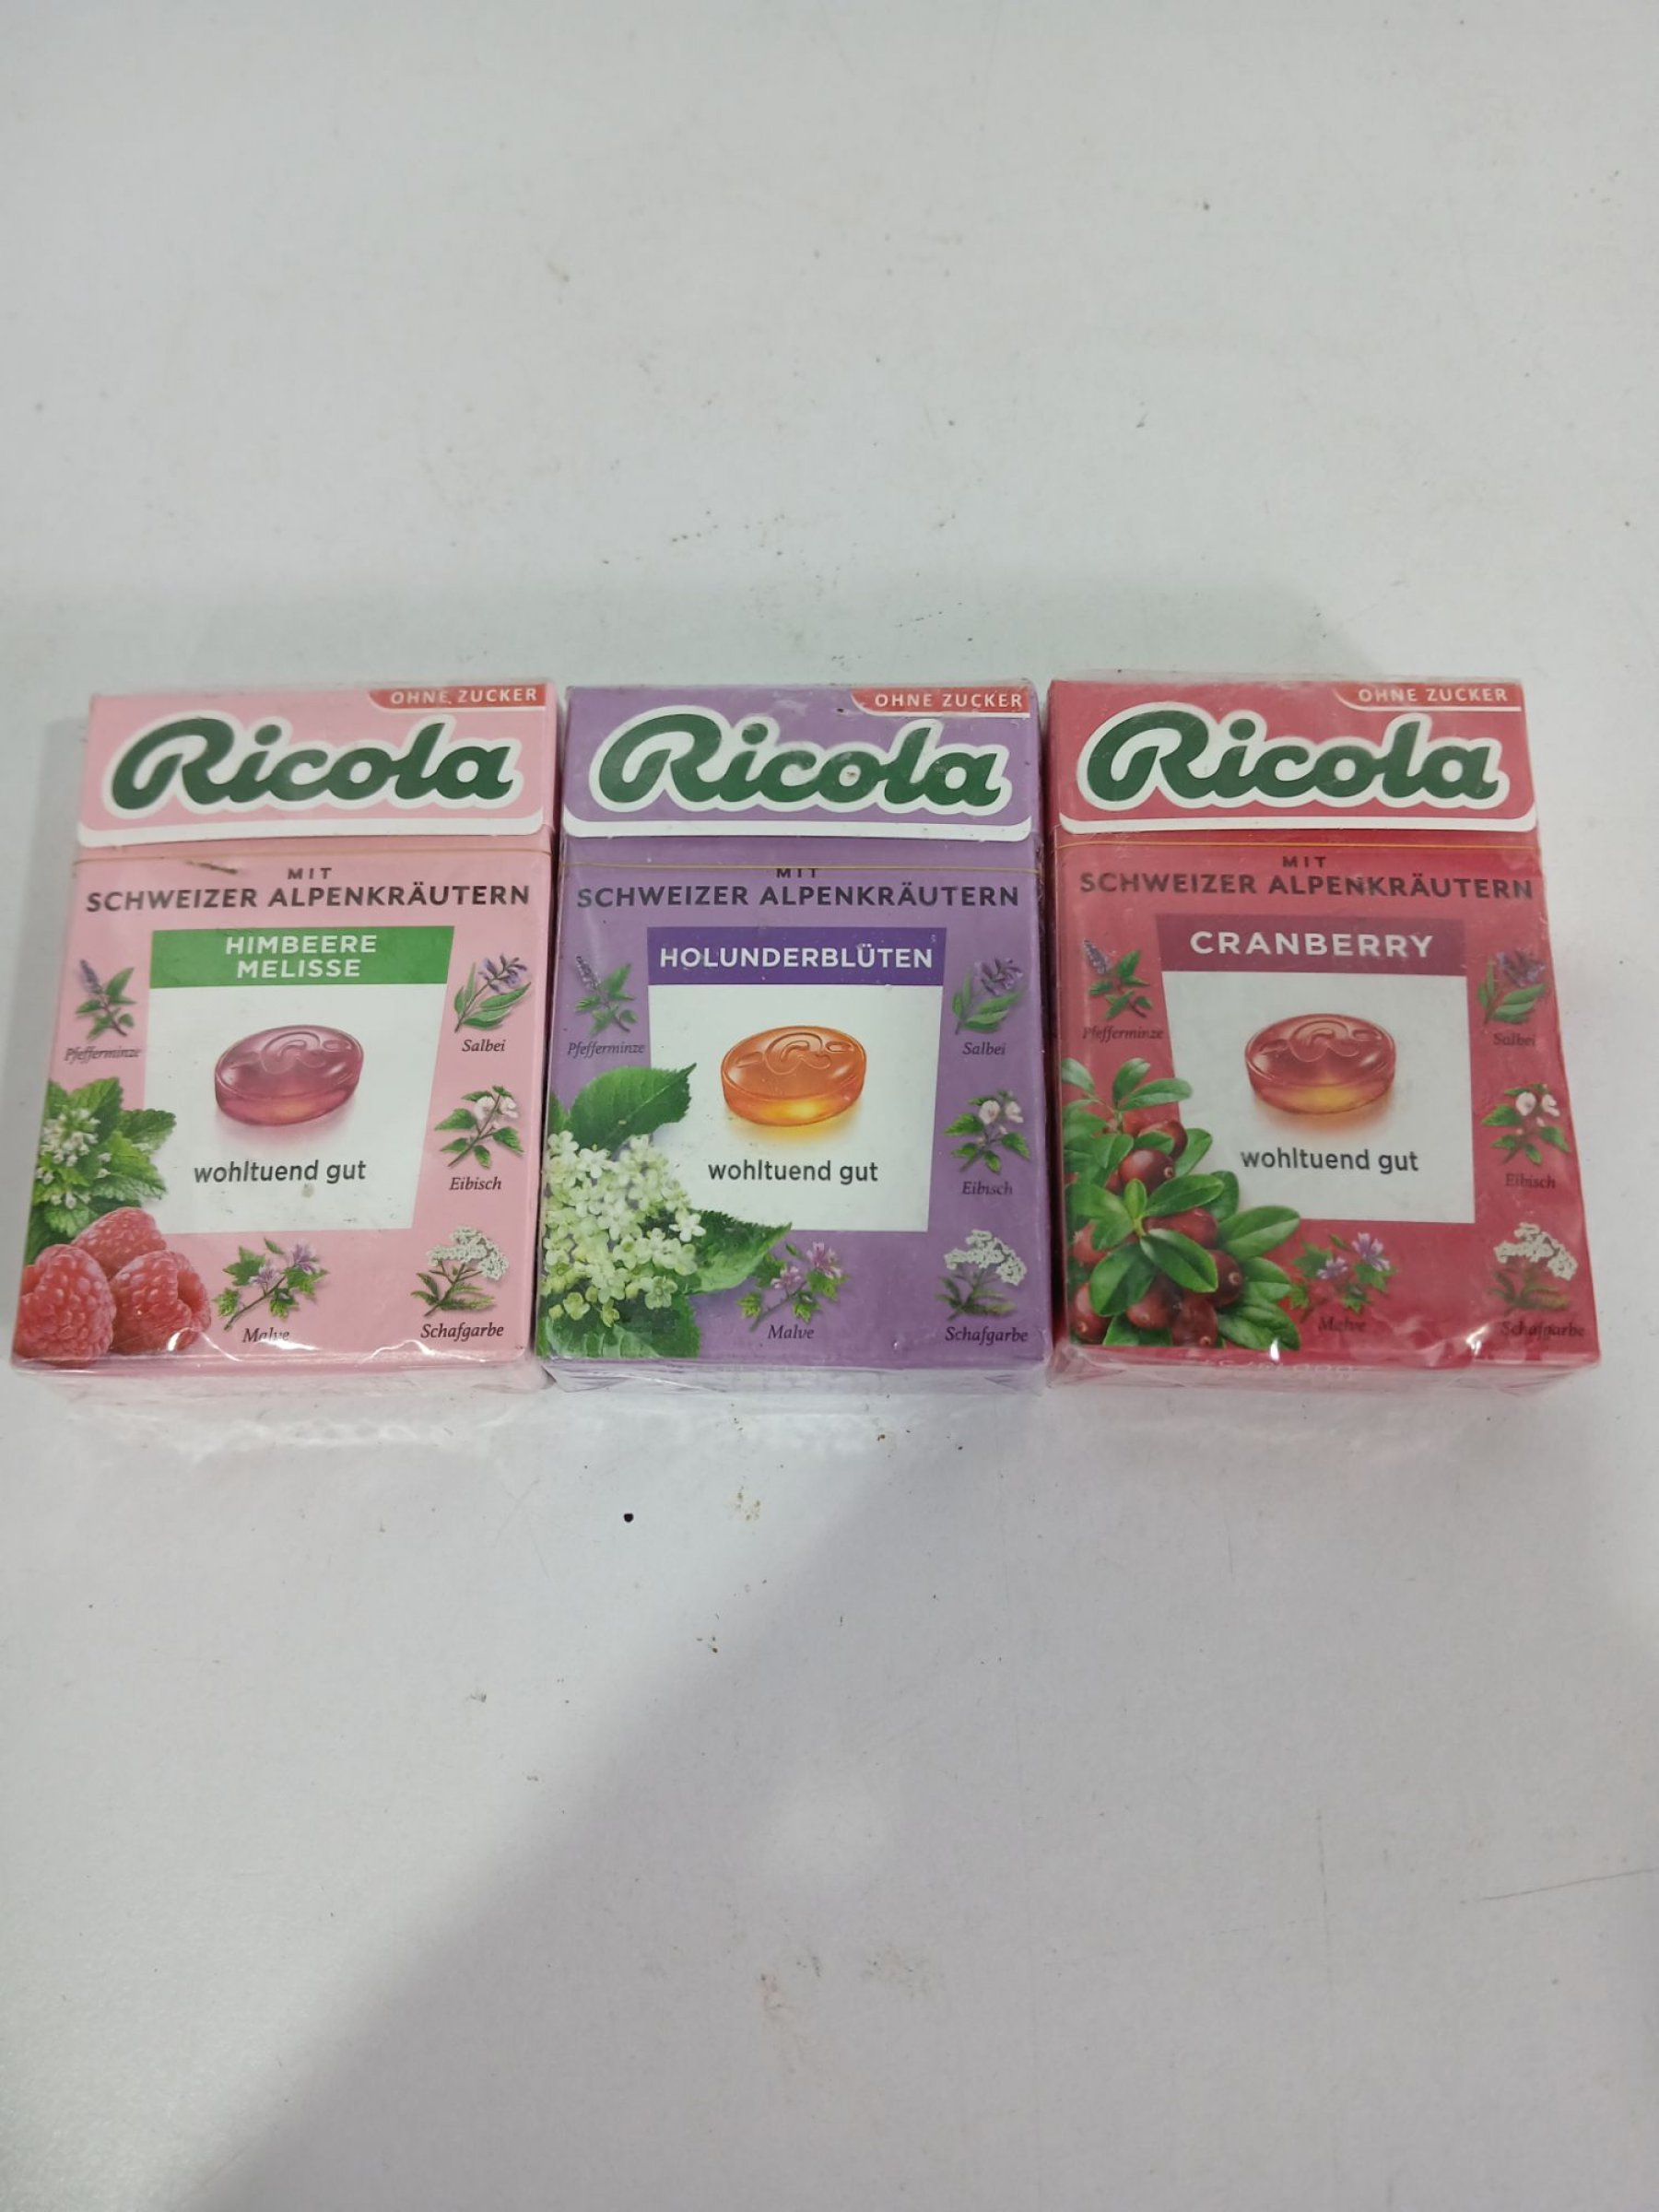 OHNE ZUCKER
Ricola
MIT
SCHWEIZER ALPENKRÄUTERN
HIMBEERE
MELISSE
Pfefferminze
Salbei
wohltuend gut
Eibisch
Malve
Schafgarbe
OHNE ZUCKER
Ricola
MIT
SCHWEIZER ALPENKRÄUTERN
HOLUNDERBLÜTEN
Pfefferminze
Salbei
wohltuend gut
Eibisch
Malve
Schafgarbe
OHNE ZUCKER
Ricola
MIT
SCHWEIZER ALPENKRÄUTERN
CRANBERRY
Pfefferminze
Salbei
wohltuend gut
Eibisch
Malve
Schafgarbe